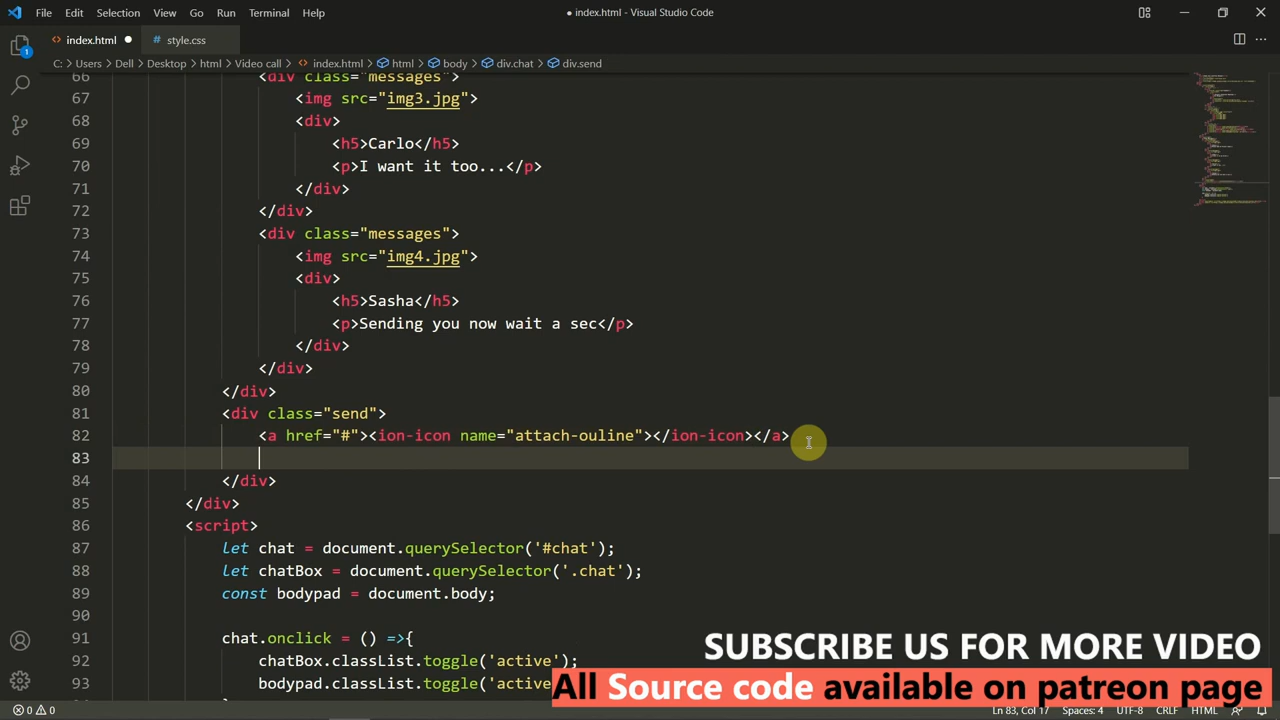 File Edit Selection View Go Run Terminal Help
● index.html - Visual Studio Code
index.html
# style.css
C: > Users > Dell > Desktop > html > Video call > index.html > html > body > div.chat > div.send
1
66 <div class="messages">
67 <img src="img3.jpg">
68 <div>
69 <h5>Carlo</h5>
70 <p>I want it too...</p>
71 </div>
72 </div>
73 <div class="messages">
74 <img src="img4.jpg">
75 <div>
76 <h5>Sasha</h5>
77 <p>Sending you now wait a sec</p>
78 </div>
79 </div>
80 </div>
81 <div class="send">
82 <a href="#"><ion-icon name="attach-ouline"></ion-icon></a>
83
84 </div>
85 </div>
86 <script>
87 let chat = document.querySelector('#chat');
88 let chatBox = document.querySelector('.chat');
89 const bodypad = document.body;
90
91 chat.onclick = () =>{
92 chatBox.classList.toggle('active');
93 bodypad.classList.toggle('active
SUBSCRIBE US FOR MORE VIDEO
All Source code available on patreon page
0 0
Ln 83, Col 17 Spaces: 4 UTF-8 CRLF HTML